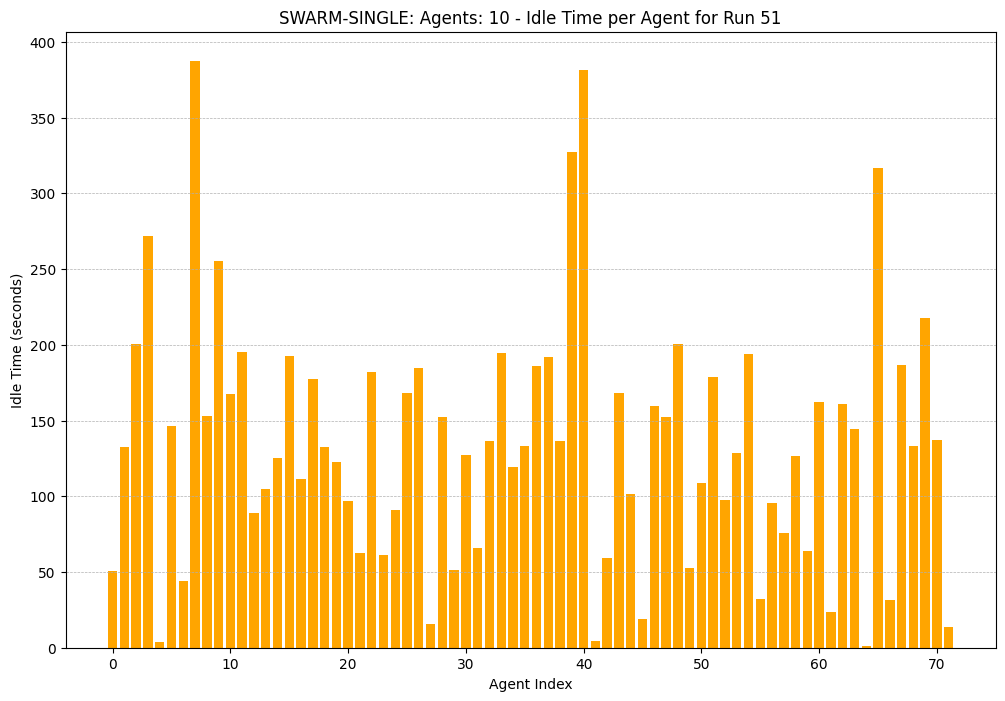 SWARM-SINGLE: Agents: 10 - Idle Time per Agent for Run 51
400
350
300
250
200
150
100
50
0
Idle Time (seconds)
0 10 20 30 40 50 60 70
Agent Index